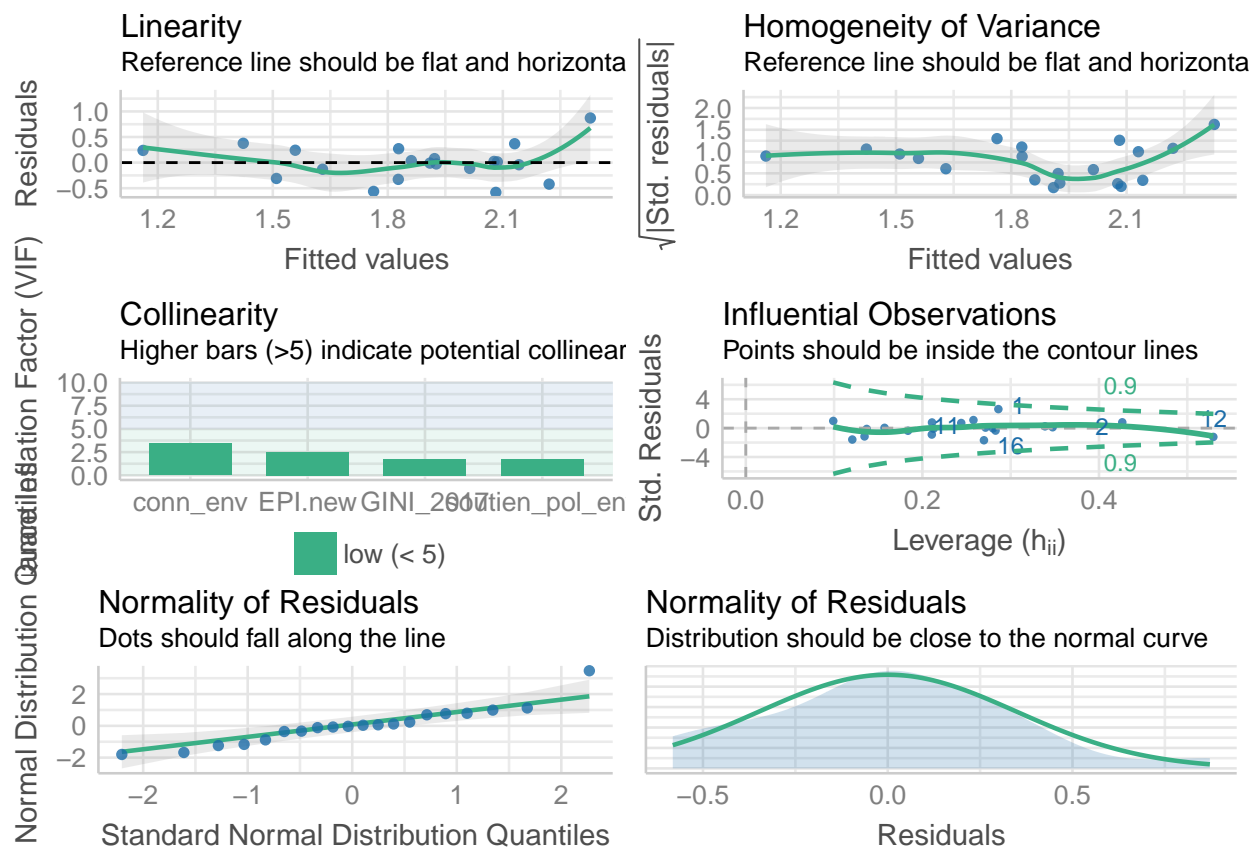 Linearity
Reference line should be flat and horizonta
Residuals
1.0
0.5
0.0
−0.5
1.2 1.5 1.8 2.1
Fitted values
Homogeneity of Variance
Reference line should be flat and horizonta
√|Std. residuals|
2.0
1.5
1.0
0.5
0.0
1.2 1.5 1.8 2.1
Fitted values
Collinearity
Higher bars (>5) indicate potential collinear
Factor (VIF)
10.0
7.5
5.0
2.5
0.0
conn_env EPI.new GINI_2017 soutien_pol_en
low (< 5)
Influential Observations
Points should be inside the contour lines
Std. Residuals
4
0
−4
0.9
1
11
2
12
16
0.9
0.0 0.2 0.4
Leverage (hii)
Normality of Residuals
Dots should fall along the line
Normal Distribution Quantiles
2
0
−2
−2 −1 0 1 2
Standard Normal Distribution Quantiles
Normality of Residuals
Distribution should be close to the normal curve
−0.5 0.0 0.5
Residuals